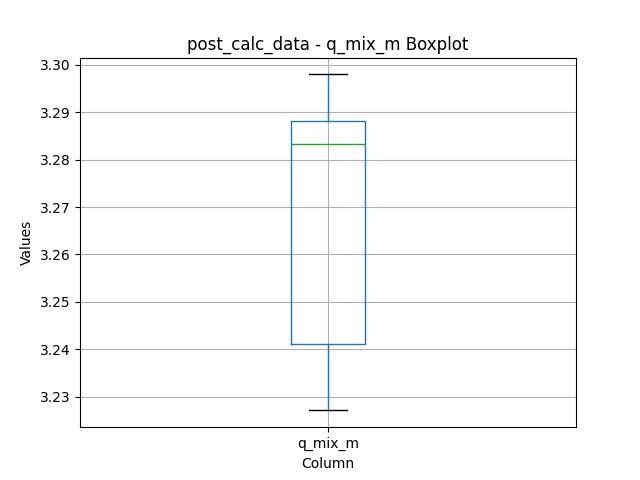 post_calc_data - q_mix_m Boxplot
3.30
3.29
3.28
3.27
3.26
3.25
3.24
3.23
Values
q_mix_m
Column